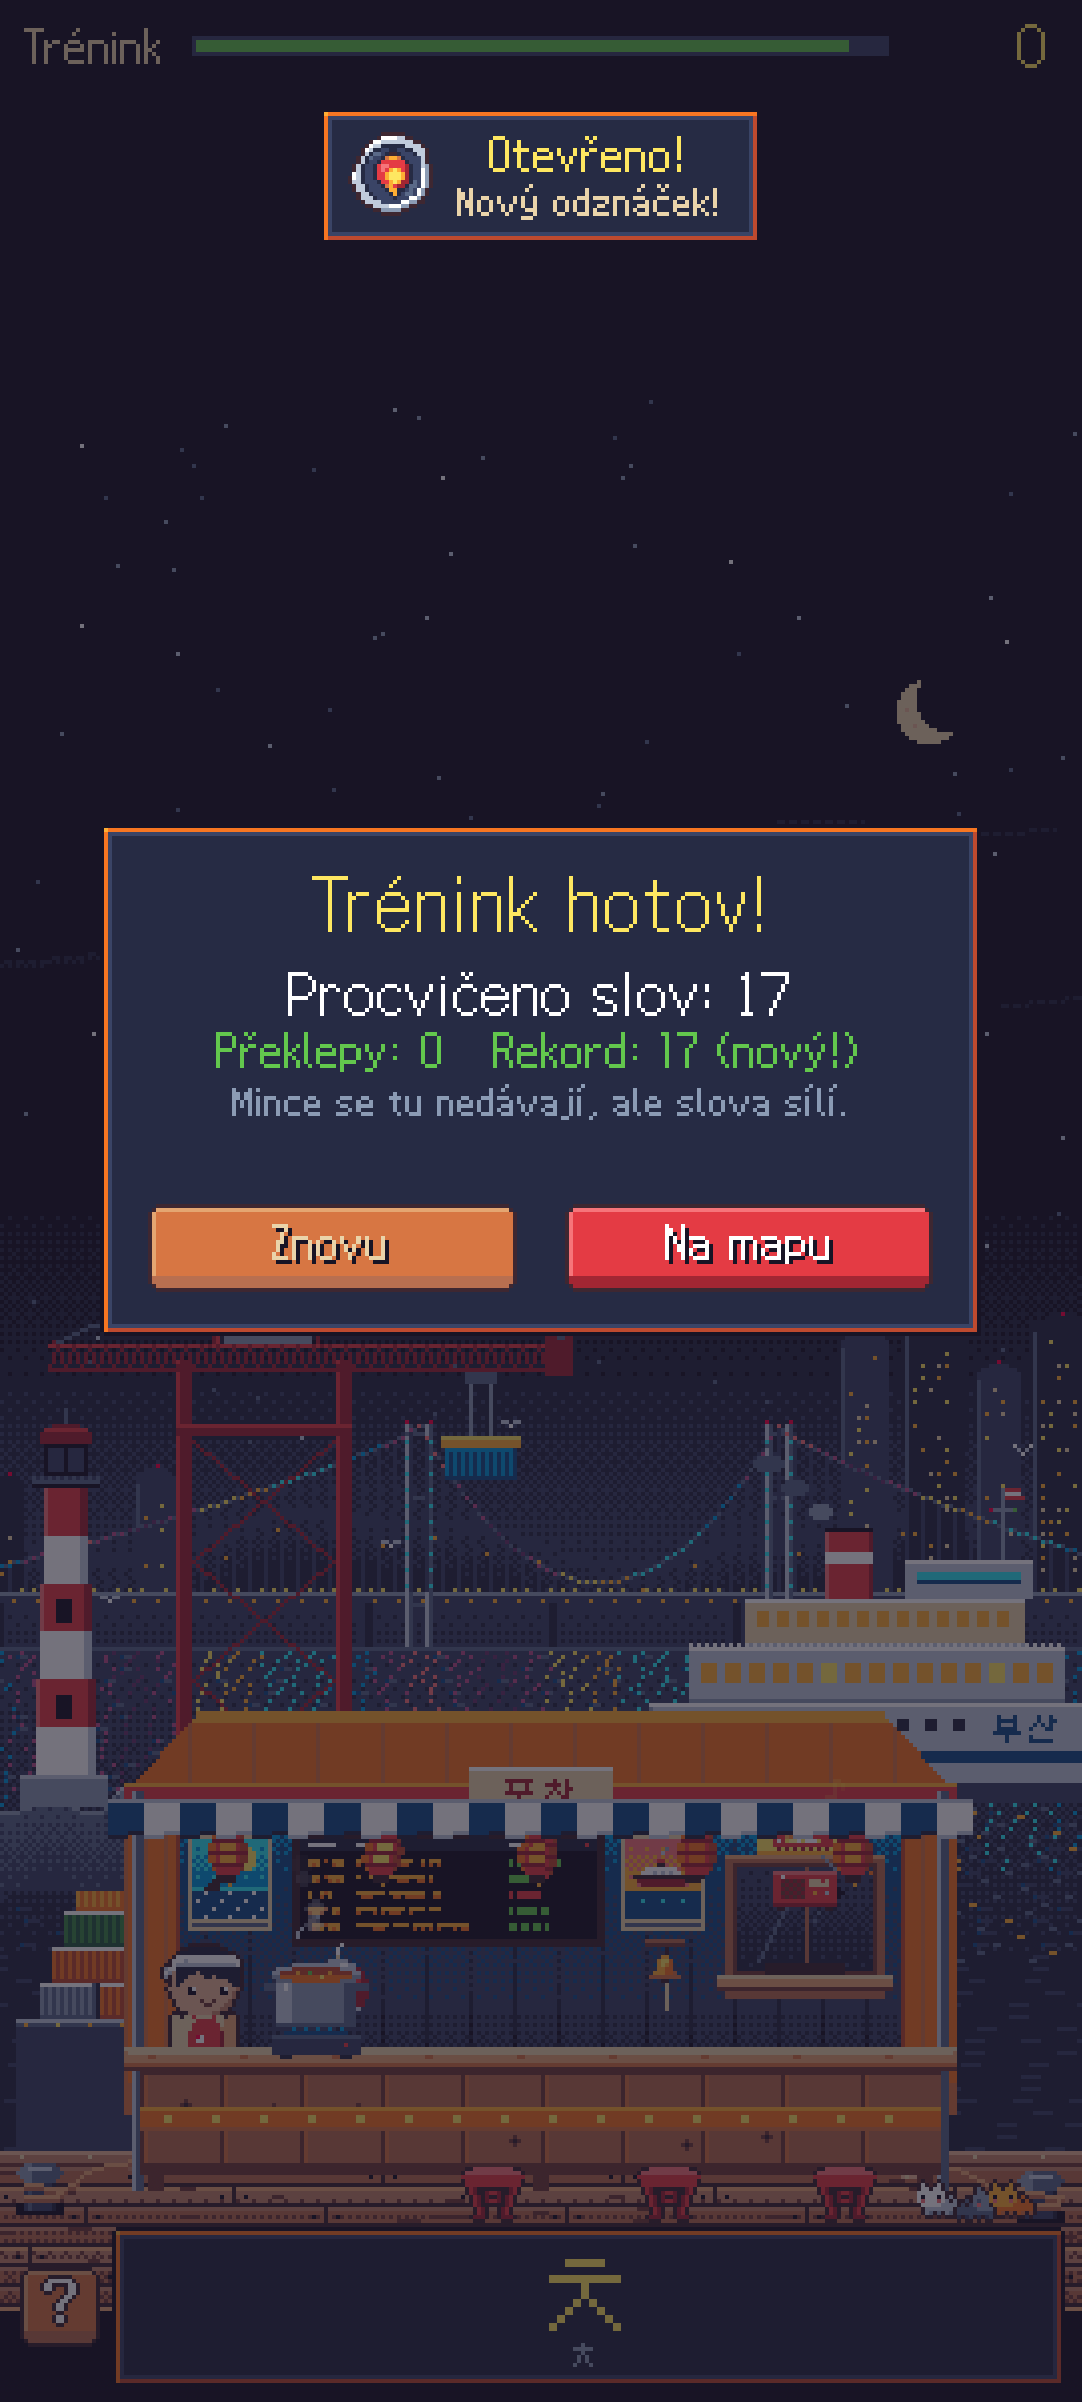 Trénink 0
Otevřeno!
Nový odznáček!
Trénink hotov!
Procvičeno slov: 17
Překlepy: 0 Rekord: 17 (nový!)
Mince se tu nedávají, ale slova sílí.
Znovu Na mapu
부산
포차
?
ㅊ
ㅊ